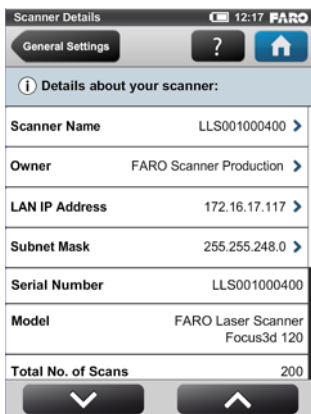 Scanner Details 12:17 FARO
General Settings ?
i Details about your scanner:
Scanner Name LLS001000400 >
Owner FARO Scanner Production >
LAN IP Address 172.16.17.117 >
Subnet Mask 255.255.248.0 >
Serial Number LLS001000400
Model FARO Laser Scanner
Focus3d 120
Total No. of Scans 200